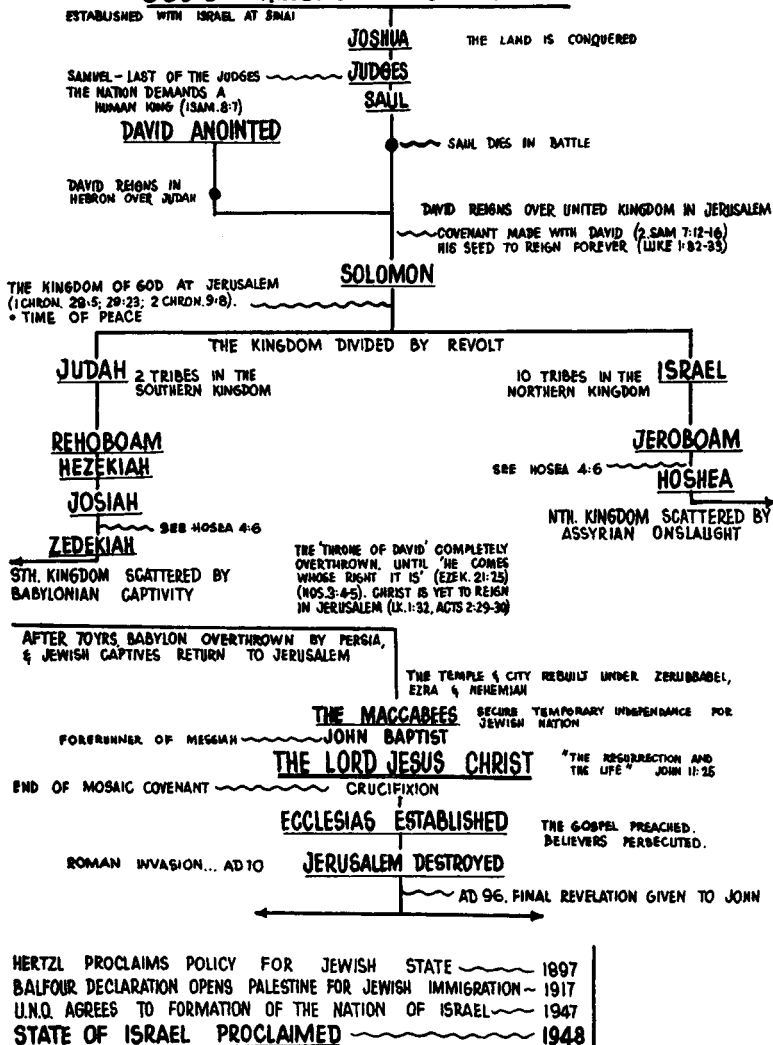 ESTABLISHED WITH ISRAEL AT SINAI
JOSHUA
THE LAND IS CONQUERED
SAMUEL - LAST OF THE JUDGES
JUDGES
THE NATION DEMANDS A
HUMAN KING (1SAM. 8:7)
SAUL
DAVID ANOINTED
SAUL DIES IN BATTLE
DAVID REIGNS IN
HEBRON OVER JUDAH
DAVID REIGNS OVER UNITED KINGDOM IN JERUSALEM
COVENANT MADE WITH DAVID (2 SAM 7:12-16)
HIS SEED TO REIGN FOREVER (LUKE 1:32-33)
SOLOMON
THE KINGDOM OF GOD AT JERUSALEM
(1 CHRON. 28:5; 29:23; 2 CHRON. 9:8).
• TIME OF PEACE
THE KINGDOM DIVIDED BY REVOLT
JUDAH
2 TRIBES IN THE
SOUTHERN KINGDOM
10 TRIBES IN THE
NORTHERN KINGDOM
ISRAEL
REHOBOAM
JEROBOAM
HEZEKIAH
SEE HOSEA 4:6
HOSHEA
JOSIAH
SEE HOSEA 4:6
NTH. KINGDOM SCATTERED BY
ASSYRIAN ONSLAUGHT
ZEDEKIAH
STH. KINGDOM SCATTERED BY
BABYLONIAN CAPTIVITY
THE 'THRONE OF DAVID' COMPLETELY
OVERTHROWN. UNTIL 'HE COMES
WHOSE RIGHT IT IS' (EZEK. 21:25)
(HOS. 3:4-5). CHRIST IS YET TO REIGN
IN JERUSALEM (LK. 1:32, ACTS 2:29-30)
AFTER 70YRS, BABYLON OVERTHROWN BY PERSIA,
& JEWISH CAPTIVES RETURN TO JERUSALEM
THE TEMPLE & CITY REBUILT UNDER ZERUBBABEL,
EZRA & NEHEMIAH
THE MACCABEES
SECURE TEMPORARY INDEPENDANCE FOR
JEWISH NATION
FORERUNNER OF MESSIAH
JOHN BAPTIST
THE LORD JESUS CHRIST
"THE RESURRECTION AND
THE LIFE" JOHN 11:25
END OF MOSAIC COVENANT
CRUCIFIXION
ECCLESIAS ESTABLISHED
THE GOSPEL PREACHED.
BELIEVERS PERSECUTED.
ROMAN INVASION... AD 70
JERUSALEM DESTROYED
AD 96. FINAL REVELATION GIVEN TO JOHN
HERTZL PROCLAIMS POLICY FOR JEWISH STATE 1897
BALFOUR DECLARATION OPENS PALESTINE FOR JEWISH IMMIGRATION 1917
U.N.O. AGREES TO FORMATION OF THE NATION OF ISRAEL 1947
STATE OF ISRAEL PROCLAIMED 1948